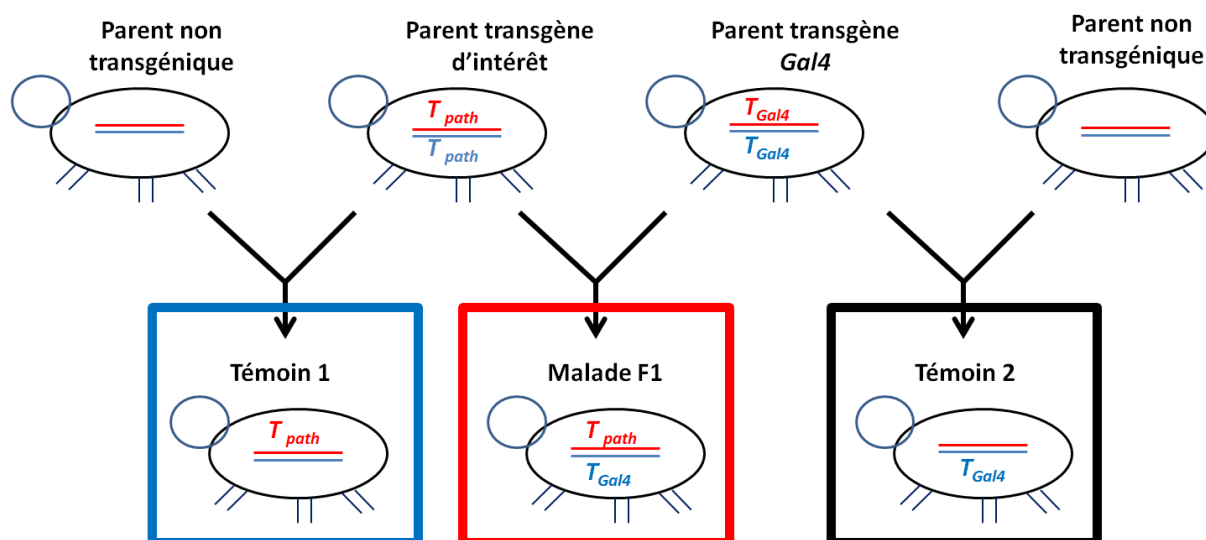 Parent non
transgénique
Parent transgène
d'intérêt
Parent transgène
Gal4
Parent non
transgénique
T path
T path
T Gal4
T Gal4
Témoin 1
T path
Malade F1
T path
T Gal4
Témoin 2
T Gal4